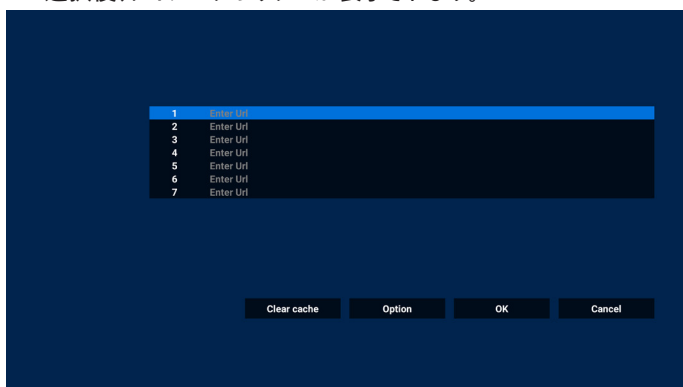 1 Enter Url
2 Enter Url
3 Enter Url
4 Enter Url
5 Enter Url
6 Enter Url
7 Enter Url
Clear cache Option OK Cancel